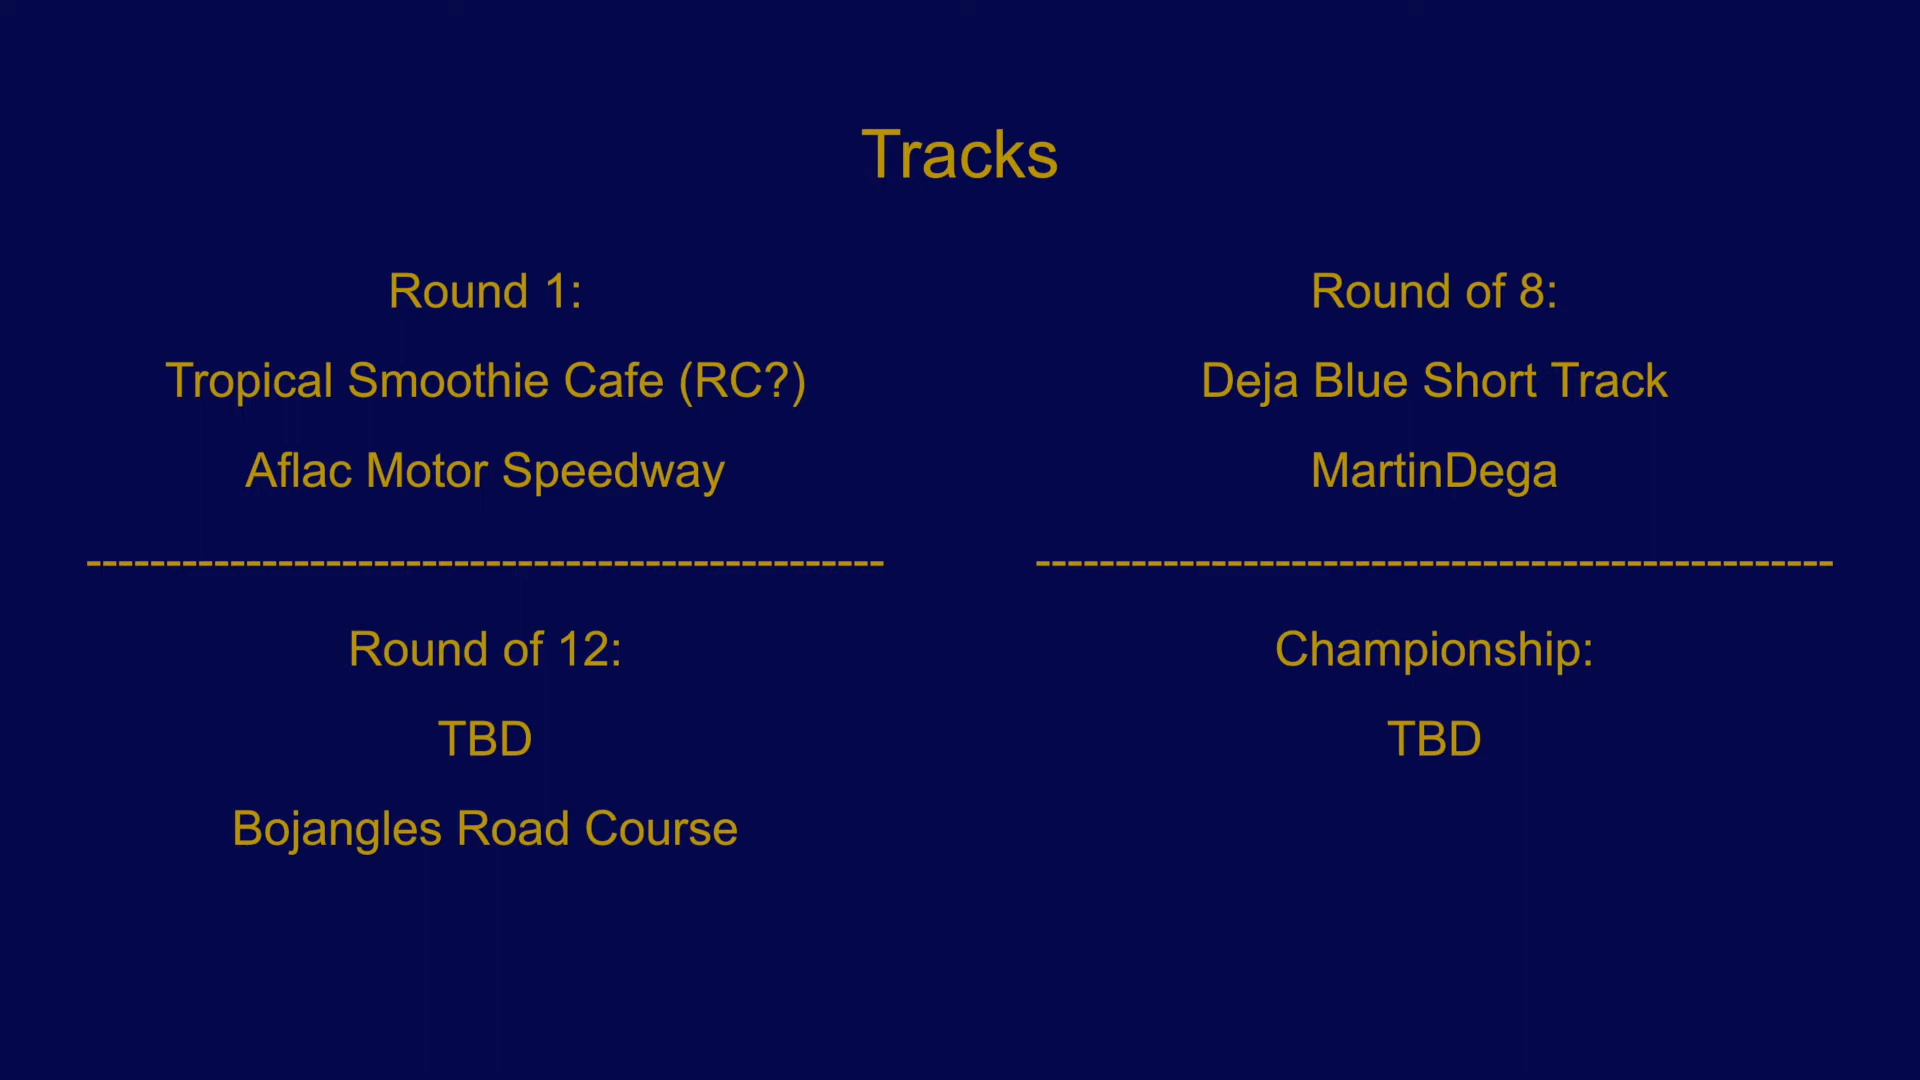 Tracks
Round 1:
Tropical Smoothie Cafe (RC?)
Aflac Motor Speedway
--------------------------------------------------
Round of 12:
TBD
Bojangles Road Course
Round of 8:
Deja Blue Short Track
MartinDega
--------------------------------------------------
Championship:
TBD